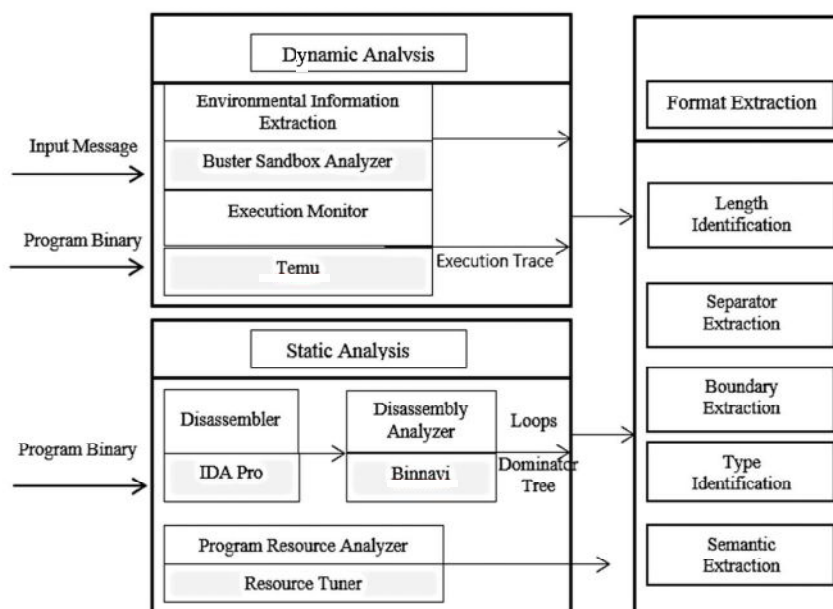 Dynamic Analysis
Environmental Information
Extraction
Buster Sandbox Analyzer
Execution Monitor
Temu
Execution Trace
Input Message
Program Binary
Static Analysis
Disassembler
IDA Pro
Disassembly
Analyzer
Binnavi
Loops
Dominator
Tree
Program Binary
Program Resource Analyzer
Resource Tuner
Format Extraction
Length
Identification
Separator
Extraction
Boundary
Extraction
Type
Identification
Semantic
Extraction